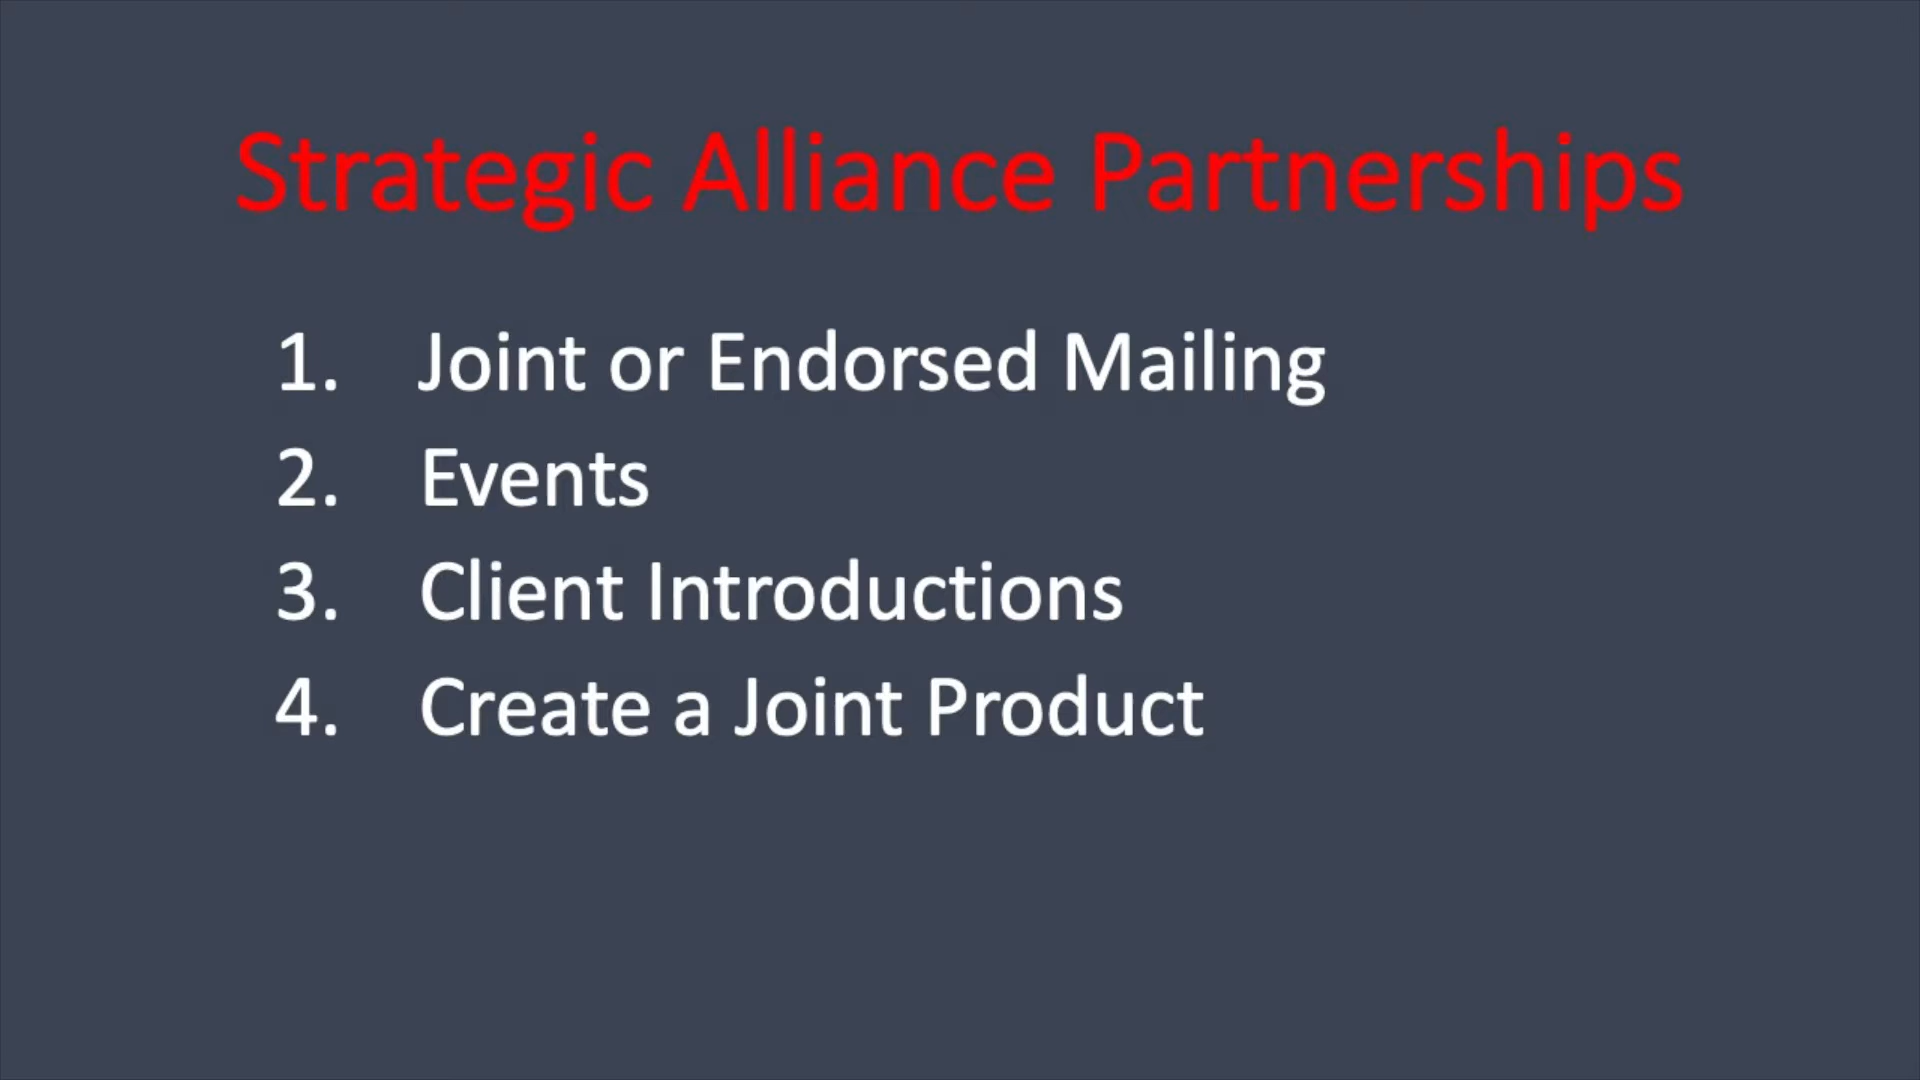 Strategic Alliance Partnerships
1. Joint or Endorsed Mailing
2. Events
3. Client Introductions
4. Create a Joint Product